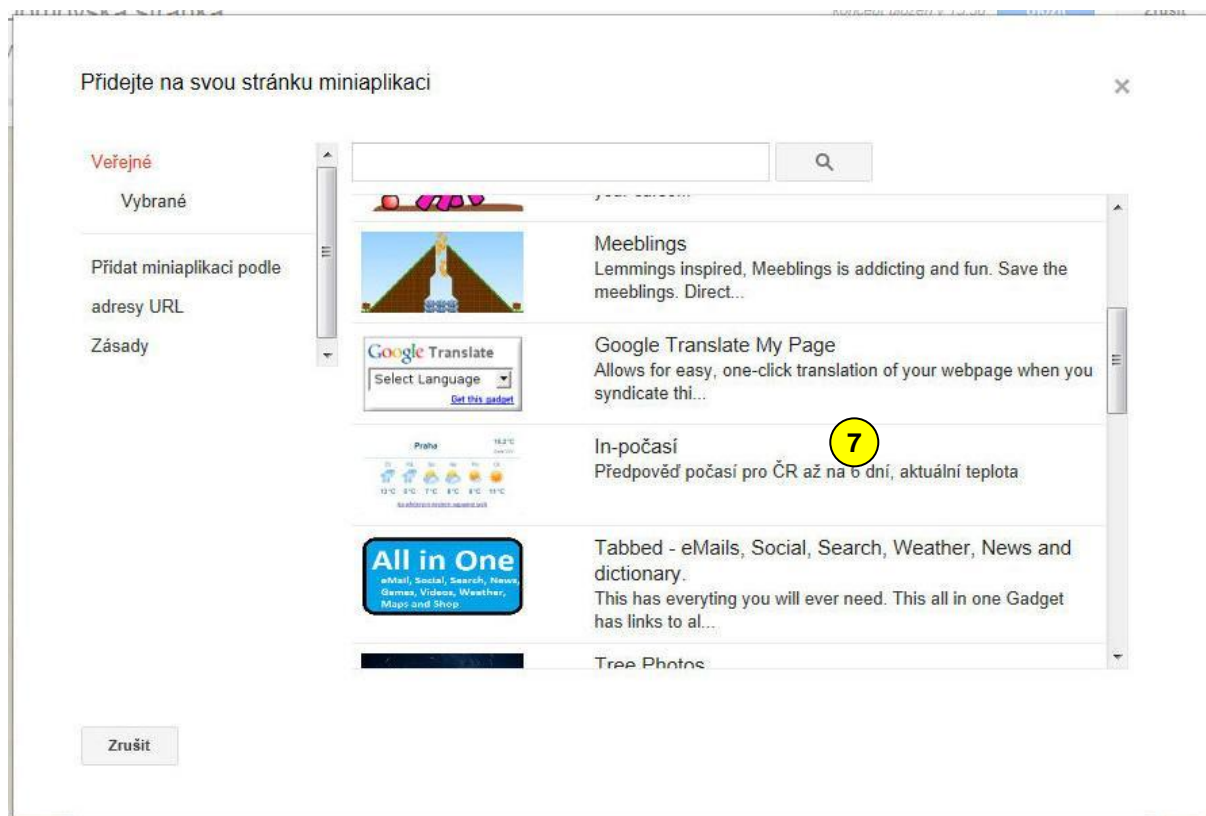 Přidejte na svou stránku miniaplikaci
Veřejné
Vybrané
Přidat miniaplikaci podle
adresy URL
Zásady
Meeblings
Lemmings inspired, Meeblings is addicting and fun. Save the
meeblings. Direct...
Google Translate
Select Language
Get this gadget
Google Translate My Page
Allows for easy, one-click translation of your webpage when you
syndicate thi...
Praha
In-počasí
7
Předpověď počasí pro ČR až na 6 dní, aktuální teplota
All in One
eMail, Social, Search, News,
Games, Videos, Weather,
Maps and Shop
Tabbed - eMails, Social, Search, Weather, News and
dictionary.
This has everyting you will ever need. This all in one Gadget
has links to al...
Tree Photos
Zrušit